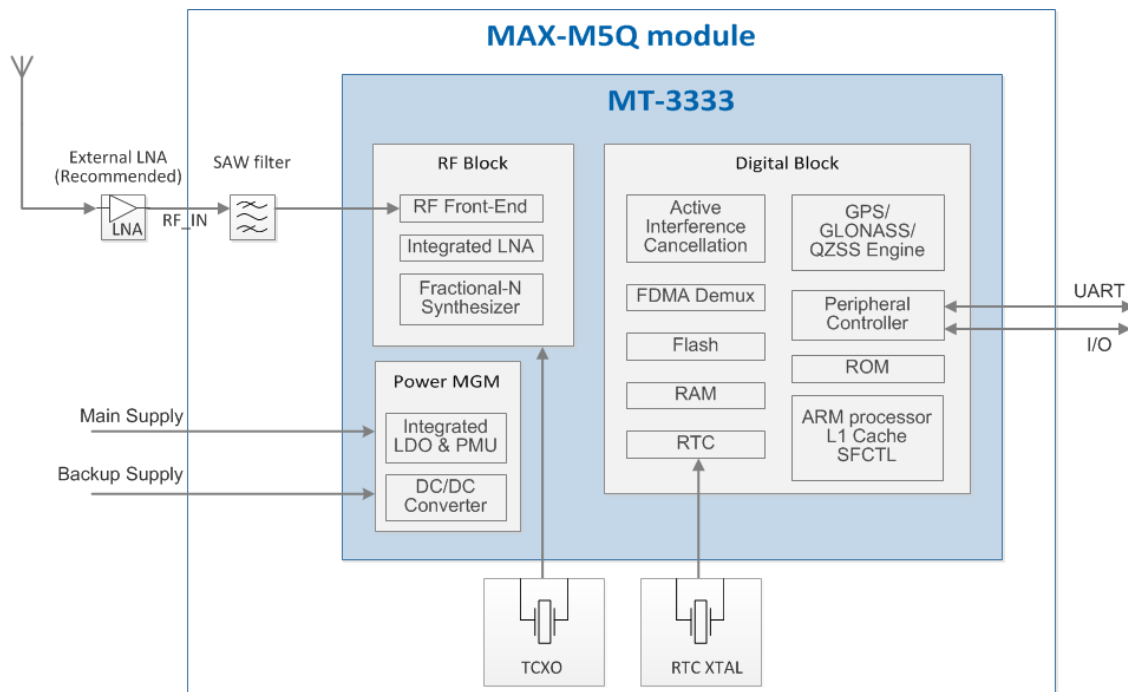 MAX-M5Q module
MT-3333
External LNA
(Recommended)
LNA
RF_IN
SAW filter
RF Block
RF Front-End
Integrated LNA
Fractional-N
Synthesizer
Digital Block
Active
Interference
Cancellation
FDMA Demux
Flash
RAM
RTC
GPS/
GLONASS/
QZSS Engine
Peripheral
Controller
ROM
ARM processor
L1 Cache
SFCTL
UART
I/O
Power MGM
Integrated
LDO & PMU
DC/DC
Converter
Main Supply
Backup Supply
TCXO
RTC XTAL